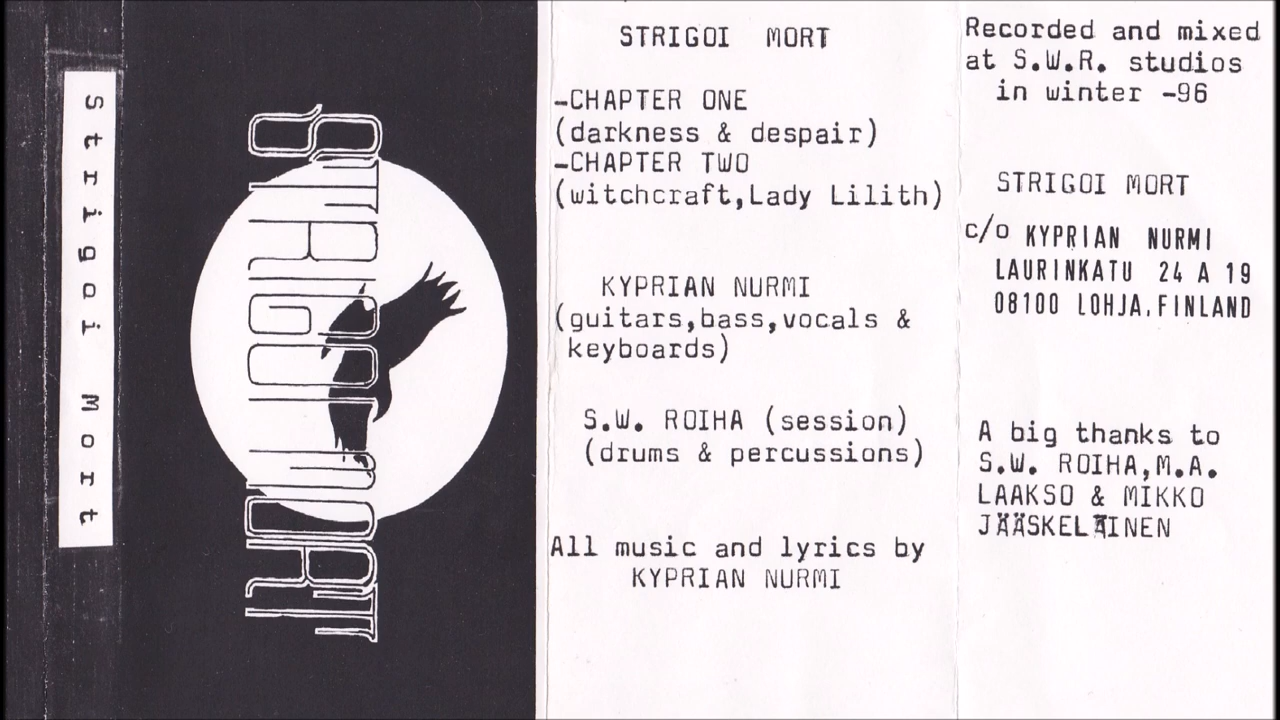 Strigoi Mort
STRIGOI MORT
STRIGOI MORT
-CHAPTER ONE
(darkness & despair)
-CHAPTER TWO
(witchcraft,Lady Lilith)
KYPRIAN NURMI
(guitars,bass,vocals &
keyboards)
S.W. ROIHA (session)
(drums & percussions)
All music and lyrics by
KYPRIAN NURMI
Recorded and mixed
at S.W.R. studios
in winter -96
STRIGOI MORT
c/o KYPRIAN NURMI
LAURINKATU 24 A 19
08100 LOHJA,FINLAND
A big thanks to
S.W. ROIHA,M.A.
LAAKSO & MIKKO
JÄÄSKELÄINEN